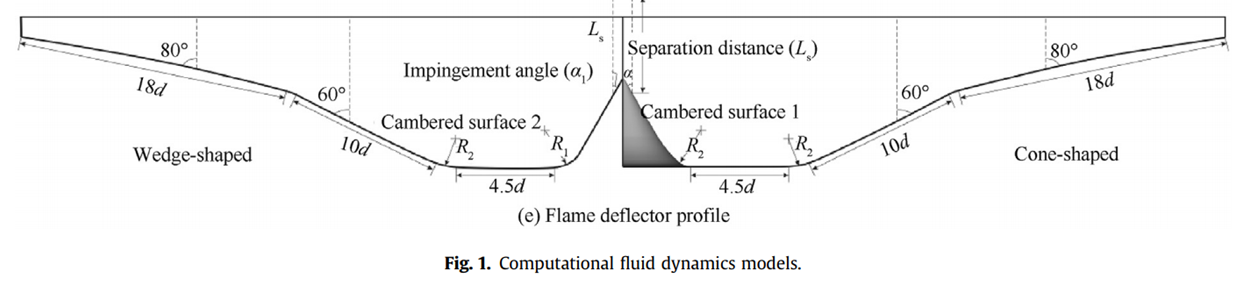 Lₛ
Separation distance (Lₛ)
80°
80°
Impingement angle (α₁)
α
18d
18d
60°
60°
Cambered surface 1
Cambered surface 2
R₂
R₁
R₂
R₂
10d
10d
Wedge-shaped
Cone-shaped
4.5d
4.5d
(e) Flame deflector profile
Fig. 1. Computational fluid dynamics models.